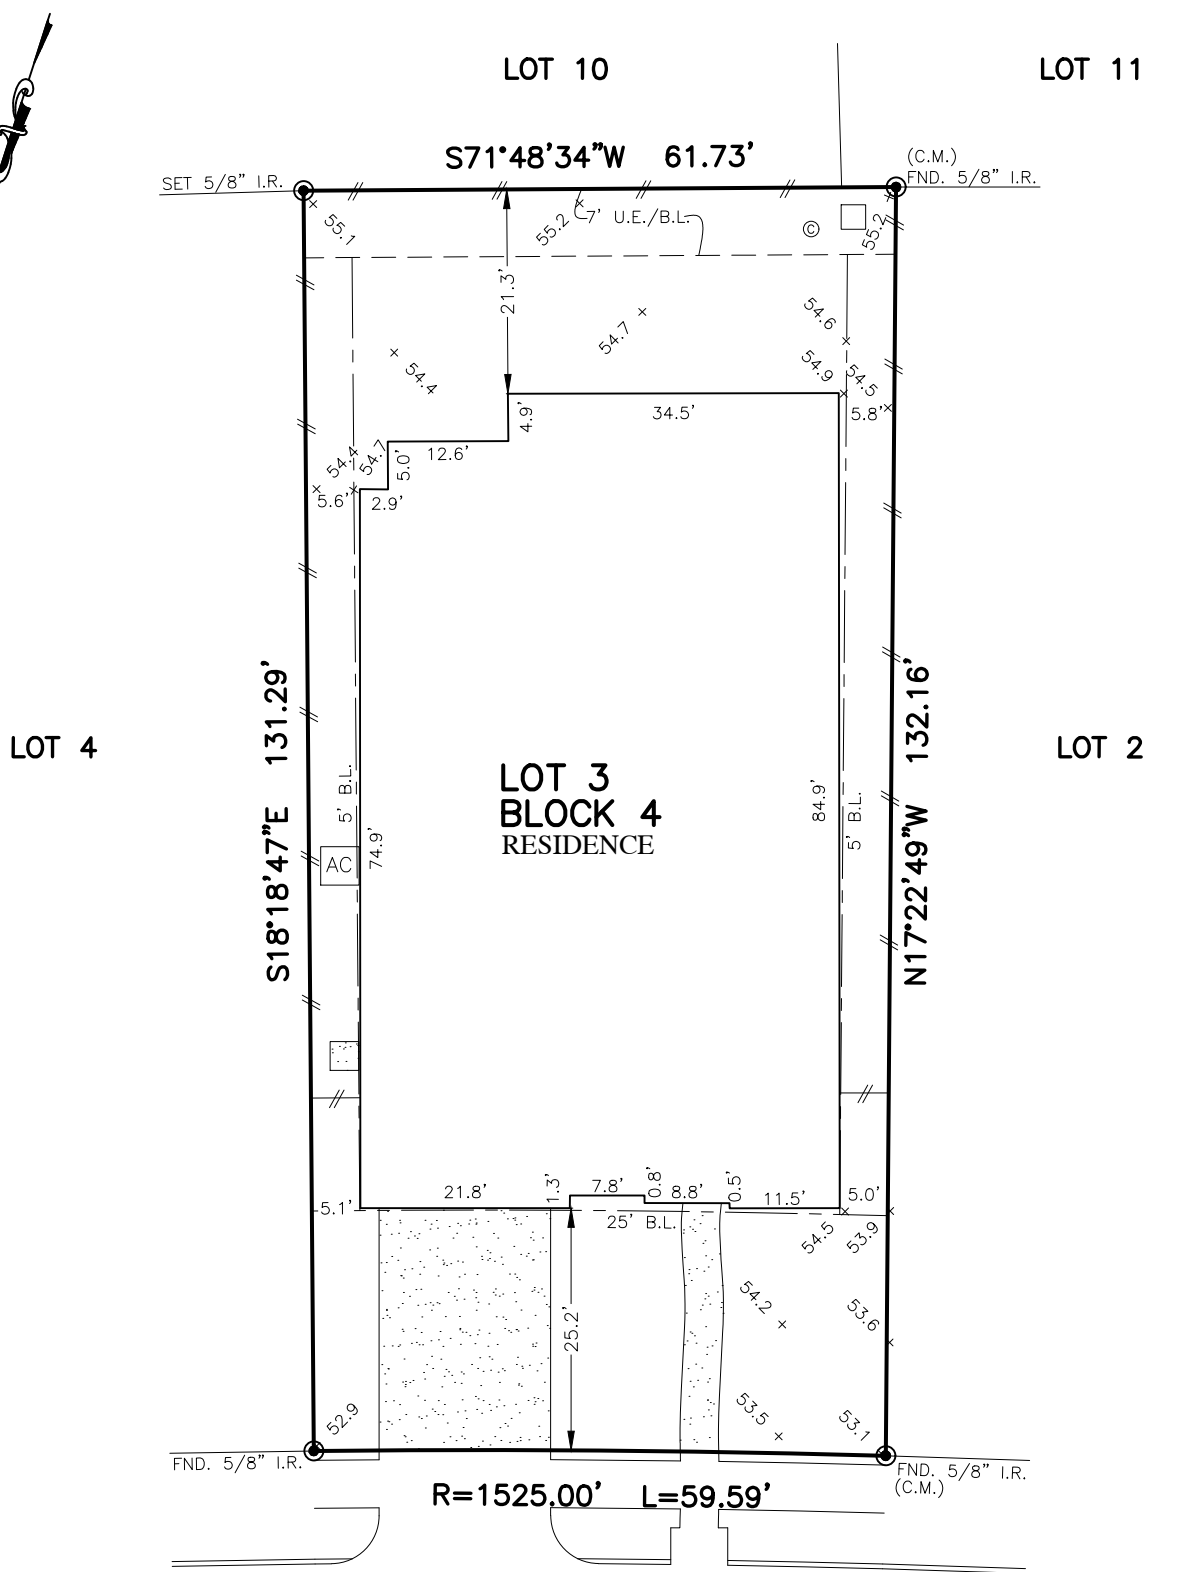 LOT 10
LOT 11
S71°48'34"W 61.73'
(C.M.)
FND. 5/8" I.R.
SET 5/8" I.R.
55.1
55.2
7' U.E./B.L.
C
55.2
21.3'
54.7
54.6
54.4
54.9
54.5
5.8'
4.9'
34.5'
12.6'
54.4
54.7
5.0'
5.6'
2.9'
S18°18'47"E 131.29'
N17°22'49"W 132.16'
LOT 4
LOT 2
LOT 3
BLOCK 4
RESIDENCE
5' B.L.
74.9'
84.9'
5' B.L.
AC
21.8'
1.3'
7.8'
0.8'
8.8'
0.5'
11.5'
5.0'
5.1'
25' B.L.
54.5
53.9
25.2'
54.2
53.6
52.9
53.5
53.1
FND. 5/8" I.R.
FND. 5/8" I.R.
(C.M.)
R=1525.00' L=59.59'